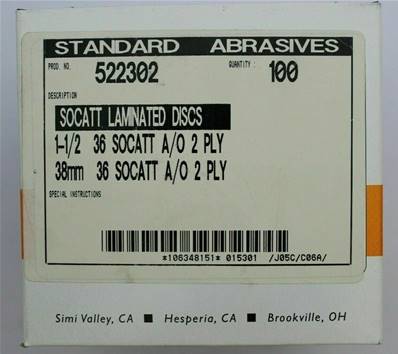 STANDARD ABRASIVES
PROD. NO. 522302 QUANTITY: 100
DESCRIPTION
SOCATT LAMINATED DISCS
1-1/2 36 SOCATT A/O 2 PLY
38mm 36 SOCATT A/O 2 PLY
SPECIAL INSTRUCTIONS
*106348151* 015301 /J05C/C06A/
Simi Valley, CA ■ Hesperia, CA ■ Brookville, OH